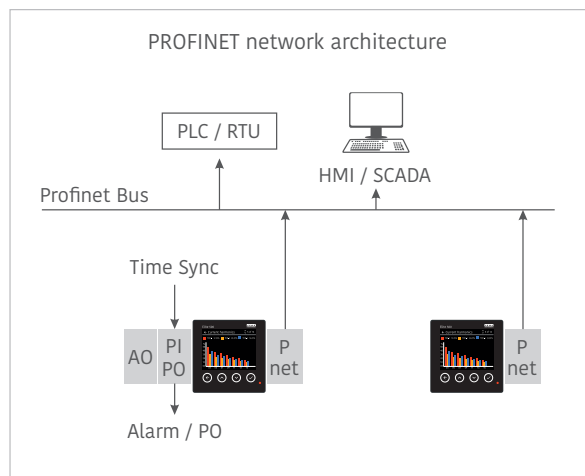 PROFINET network architecture
PLC / RTU
HMI / SCADA
Profinet Bus
Time Sync
AO
PI
PO
P
net
P
net
Alarm / PO